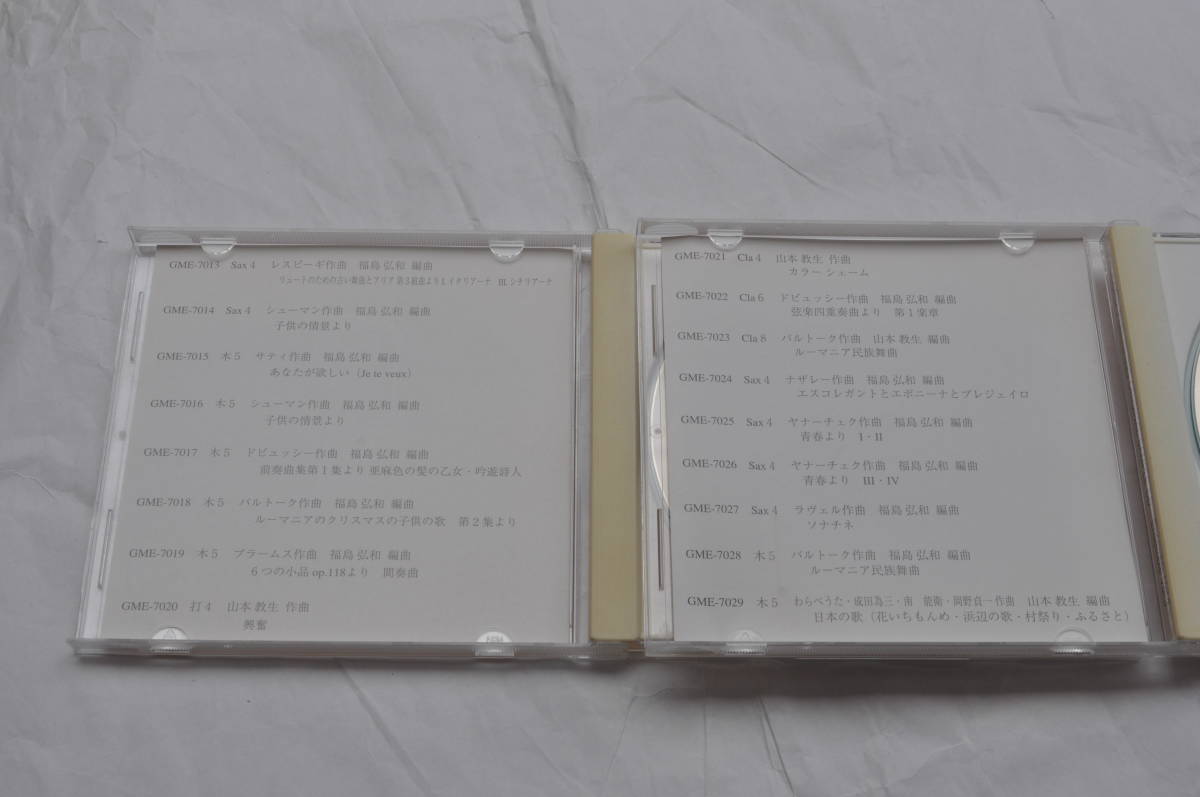 GME-7013 Sax 4 レスピーギ作曲 福島 弘和 編曲
リュートのための古い舞曲とアリア 第3組曲より I. イタリアーナ III. シチリアーナ
GME-7014 Sax 4 シューマン作曲 福島 弘和 編曲
子供の情景より
GME-7015 木 5 サティ作曲 福島 弘和 編曲
あなたが欲しい（Je te veux）
GME-7016 木 5 シューマン作曲 福島 弘和 編曲
子供の情景より
GME-7017 木 5 ドビュッシー作曲 福島 弘和 編曲
前奏曲集第1集より 亜麻色の髪の乙女・吟遊詩人
GME-7018 木 5 バルトーク作曲 福島 弘和 編曲
ルーマニアのクリスマスの子供の歌 第2集より
GME-7019 木 5 ブラームス作曲 福島 弘和 編曲
6つの小品 op.118より 間奏曲
GME-7020 打 4 山本 教生 作曲
興奮
GME-7021 Cla 4 山本 教生 作曲
カラー シェーム
GME-7022 Cla 6 ドビュッシー作曲 福島 弘和 編曲
弦楽四重奏曲より 第1楽章
GME-7023 Cla 8 バルトーク作曲 山本 教生 編曲
ルーマニア民族舞曲
GME-7024 Sax 4 ナザレー作曲 福島 弘和 編曲
エスコレガントとエポニーナとブレジェイロ
GME-7025 Sax 4 ヤナーチェク作曲 福島 弘和 編曲
青春より I・II
GME-7026 Sax 4 ヤナーチェク作曲 福島 弘和 編曲
青春より III・IV
GME-7027 Sax 4 ラヴェル作曲 福島 弘和 編曲
ソナチネ
GME-7028 木 5 バルトーク作曲 福島 弘和 編曲
ルーマニア民族舞曲
GME-7029 木 5 わらべうた・成田為三・南 能衛・岡野貞一作曲 山本 教生 編曲
日本の歌（花いちもんめ・浜辺の歌・村祭り・ふるさと）